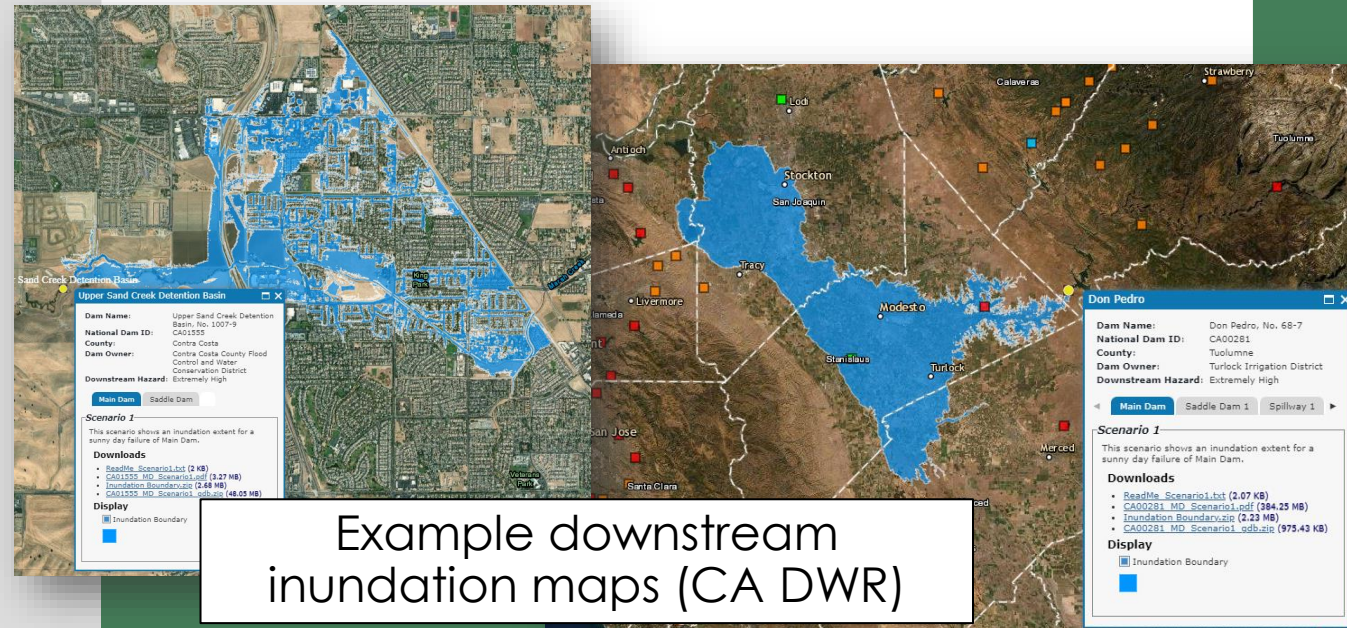 Sand Creek Detention Basin
King
Park
Veterans
Park
Upper Sand Creek Detention Basin
Dam Name: Upper Sand Creek Detention
Basin, No. 1007-9
National Dam ID: CA01555
County: Contra Costa
Dam Owner: Contra Costa County Flood
Control and Water
Conservation District
Downstream Hazard: Extremely High
Main Dam Saddle Dam
Scenario 1
This scenario shows an inundation extent for a
sunny day failure of Main Dam.
Downloads
ReadMe_Scenario1.txt (2 KB)
CA01555_MD_Scenario1.pdf (3.27 MB)
Inundation Boundary.zip (2.68 MB)
CA01555_MD_Scenario1_gdb.zip (48.05 MB)
Display
Inundation Boundary
Calaveras
Strawberry
Lodi
Tuolumne
Antioch
Stockton
San Joaquin
Tracy
Livermore
Modesto
Stanislaus
Turlock
San Jose
Merced
Santa Clara
Don Pedro
Dam Name: Don Pedro, No. 68-7
National Dam ID: CA00281
County: Tuolumne
Dam Owner: Turlock Irrigation District
Downstream Hazard: Extremely High
Main Dam Saddle Dam 1 Spillway 1
Scenario 1
This scenario shows an inundation extent for a
sunny day failure of Main Dam.
Downloads
ReadMe_Scenario1.txt (2.07 KB)
CA00281_MD_Scenario1.pdf (384.25 MB)
Inundation Boundary.zip (2.23 MB)
CA00281_MD_Scenario1_gdb.zip (975.43 KB)
Display
Inundation Boundary
Example downstream
inundation maps (CA DWR)